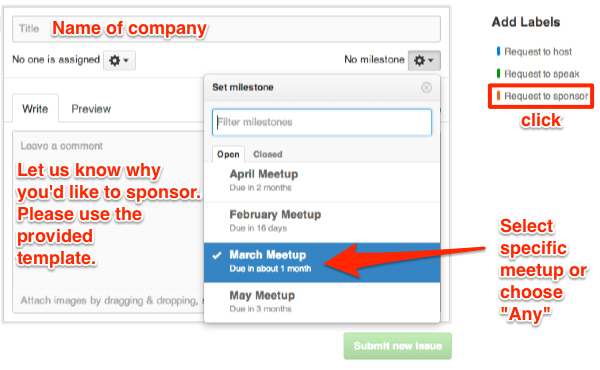 Title
Name of company
Add Labels
Request to host
Request to speak
Request to sponsor
click
No one is assigned
No milestone
Set milestone
Filter milestones
Open Closed
April Meetup
Due in 2 months
February Meetup
Due in 16 days
March Meetup
Due in about 1 month
May Meetup
Due in 3 months
Write Preview
Leave a comment
Let us know why
you'd like to sponsor.
Please use the
provided
template.
Attach images by dragging & dropping,
Select
specific
meetup or
choose
"Any"
Submit new issue